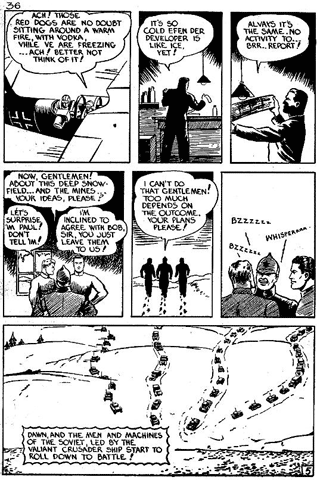 36
ACH! THOSE
RED DOGS ARE NO DOUBT
SITTING AROUND A WARM
FIRE, WITH VODKA,
VHILE VE ARE FREEZING
...ACH! BETTER NOT
THINK OF IT!
IT'S SO
COLD EFEN DER
DEVELOPER IS
LIKE ICE,
YET!
ALVAYS IT'S
THE SAME..NO
ACTIVITY TO...
BRR..REPORT!
NOW, GENTLEMEN!
ABOUT THIS DEEP SNOW-
FIELD...AND THE MINES...
YOUR IDEAS, PLEASE?
LET'S
SURPRISE
'IM PAUL!
DON'T
TELL 'IM!
I'M
INCLINED TO
AGREE WITH BOB,
SIR, YOU JUST
LEAVE THEM
TO US!
I CAN'T DO
THAT GENTLEMEN!
TOO MUCH
DEPENDS ON
THE OUTCOME..
YOUR PLANS
PLEASE!
BZZZZZZ
WHISPERRRR!
BZZZZZZ
DAWN, AND THE MEN AND MACHINES
OF THE SOVIET, LED BY THE
VALIANT CRUSADER SHIP START TO
ROLL DOWN TO BATTLE!
5